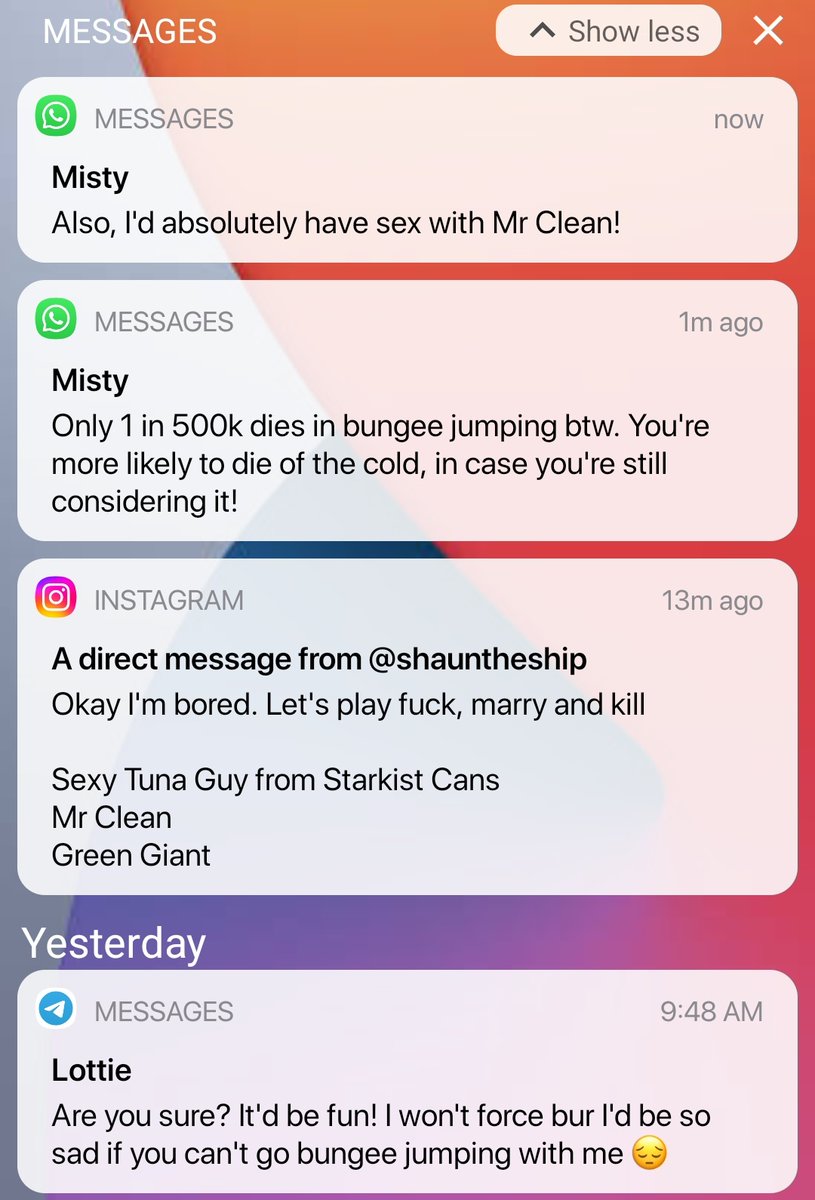 MESSAGES
Show less
MESSAGES
now
Misty
Also, I'd absolutely have sex with Mr Clean!
MESSAGES
1m ago
Misty
Only 1 in 500k dies in bungee jumping btw. You're
more likely to die of the cold, in case you're still
considering it!
INSTAGRAM
13m ago
A direct message from @shauntheship
Okay I'm bored. Let's play fuck, marry and kill
Sexy Tuna Guy from Starkist Cans
Mr Clean
Green Giant
Yesterday
MESSAGES
9:48 AM
Lottie
Are you sure? It'd be fun! I won't force bur I'd be so
sad if you can't go bungee jumping with me 😔